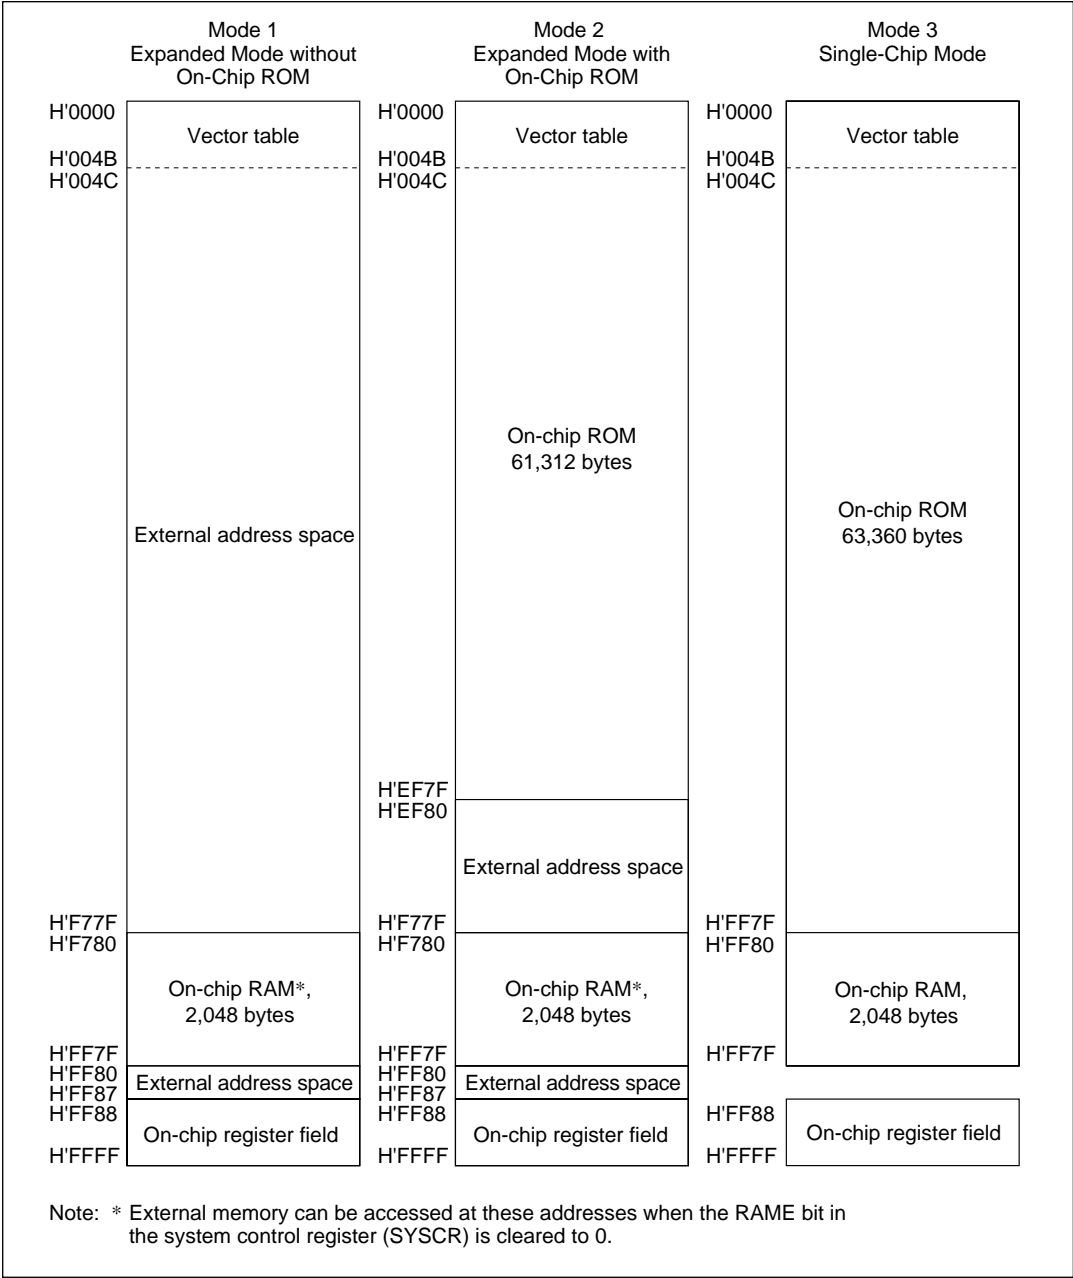 Mode 1
Expanded Mode without
On-Chip ROM
H'0000
Vector table
H'004B
H'004C
External address space
H'F77F
H'F780
On-chip RAM*,
2,048 bytes
H'FF7F
H'FF80
External address space
H'FF87
H'FF88
On-chip register field
H'FFFF
Mode 2
Expanded Mode with
On-Chip ROM
H'0000
Vector table
H'004B
H'004C
On-chip ROM
61,312 bytes
H'EF7F
H'EF80
External address space
H'F77F
H'F780
On-chip RAM*,
2,048 bytes
H'FF7F
H'FF80
External address space
H'FF87
H'FF88
On-chip register field
H'FFFF
Mode 3
Single-Chip Mode
H'0000
Vector table
H'004B
H'004C
On-chip ROM
63,360 bytes
H'FF7F
H'FF80
On-chip RAM,
2,048 bytes
H'FF7F
H'FF88
On-chip register field
H'FFFF
Note: * External memory can be accessed at these addresses when the RAME bit in
the system control register (SYSCR) is cleared to 0.